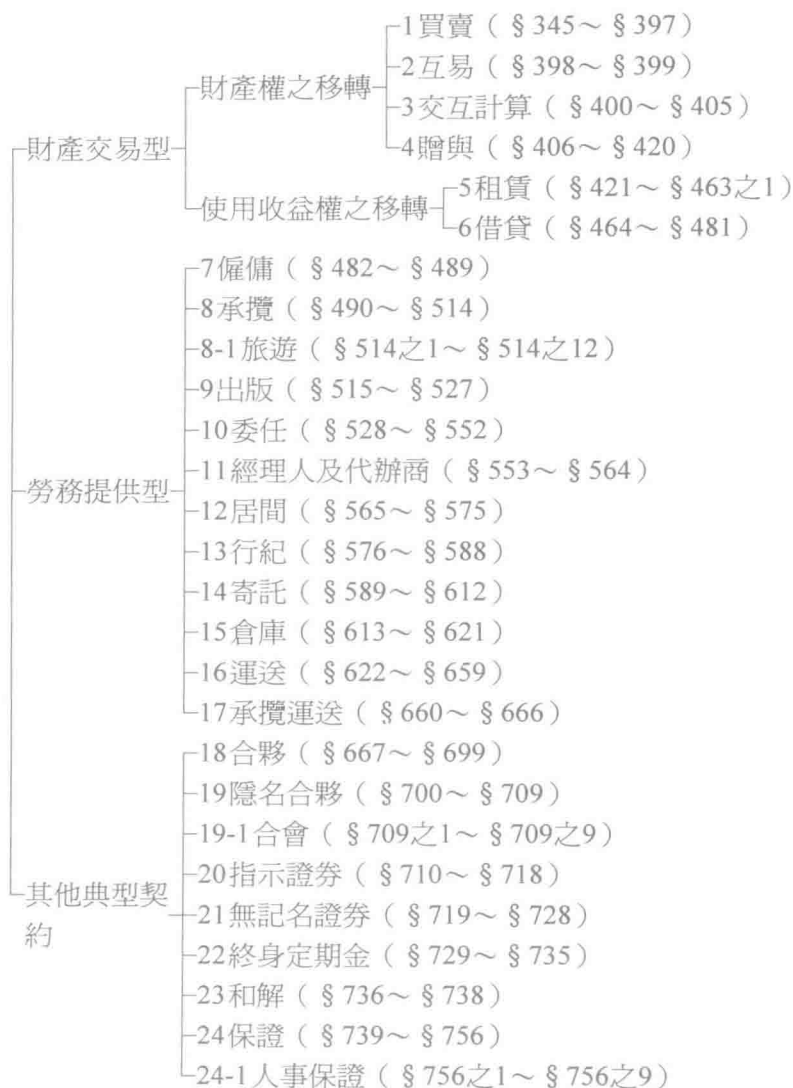 1買賣（§345～§397）
2互易（§398～§399）
財產權之移轉
3交互計算（§400～§405）
4贈與（§406～§420）
財產交易型
5租賃（§421～§463之1）
使用收益權之移轉
6借貸（§464～§481）
7僱傭（§482～§489）
8承攬（§490～§514）
8-1旅遊（§514之1～§514之12）
9出版（§515～§527）
10委任（§528～§552）
11經理人及代辦商（§553～§564）
勞務提供型
12居間（§565～§575）
13行紀（§576～§588）
14寄託（§589～§612）
15倉庫（§613～§621）
16運送（§622～§659）
17承攬運送（§660～§666）
18合夥（§667～§699）
19隱名合夥（§700～§709）
19-1合會（§709之1～§709之9）
20指示證券（§710～§718）
其他典型契
約
21無記名證券（§719～§728）
22終身定期金（§729～§735）
23和解（§736～§738）
24保證（§739～§756）
24-1人事保證（§756之1～§756之9）